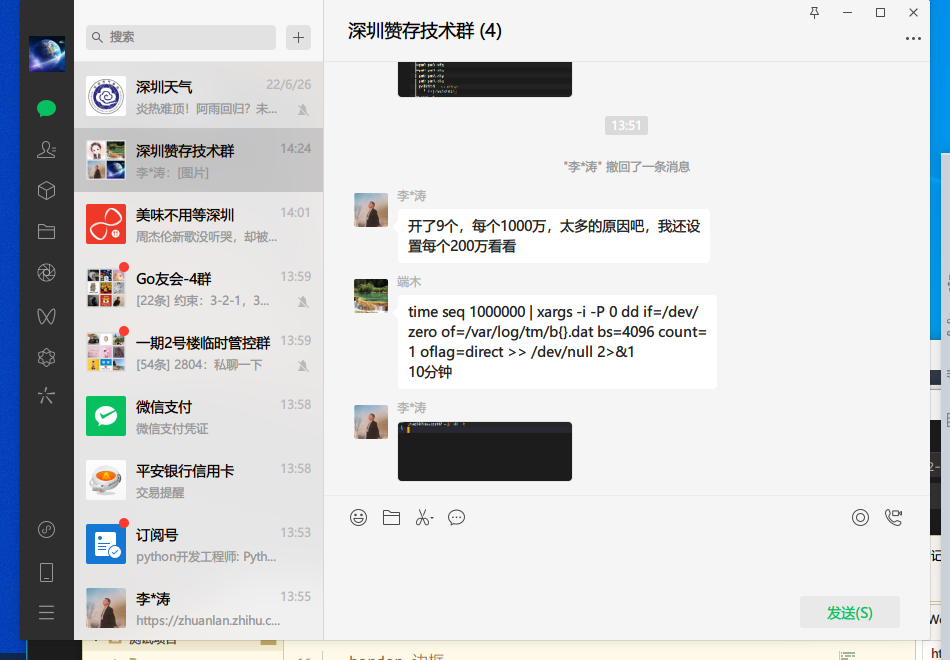 搜索
深圳天气
22/6/26
炎热难顶！阿雨回归？未...
深圳赞存技术群
14:24
李*涛：[图片]
美味不用等深圳
14:01
周杰伦新歌没听哭，却被...
Go友会-4群
13:59
[22条] 约束：3-2-1，3...
一期2号楼临时管控群
13:59
[54条] 2804：私聊一下
微信支付
13:58
微信支付凭证
平安银行信用卡
13:58
交易提醒
订阅号
13:53
python开发工程师: Pyth...
李*涛
13:55
https://zhuanlan.zhihu.c...
深圳赞存技术群 (4)
13:51
"李*涛" 撤回了一条消息
李*涛
开了9个，每个1000万，太多的原因吧，我还设
置每个200万看看
端木
time seq 1000000 | xargs -i -P 0 dd if=/dev/
zero of=/var/log/tm/b{}.dat bs=4096 count=
1 oflag=direct >> /dev/null 2>&1
10分钟
李*涛
发送(S)
测试项目